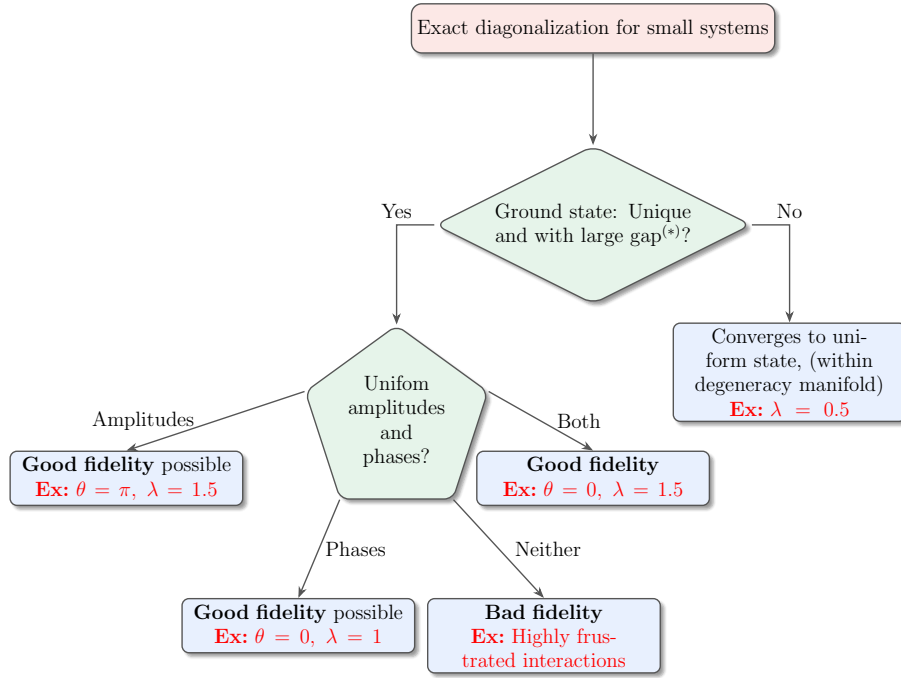 Exact diagonalization for small systems
Ground state: Unique
and with large gap(*)?
Yes
No
Converges to uni-
form state, (within
degeneracy manifold)
Ex: λ = 0.5
Unifom
amplitudes
and
phases?
Amplitudes
Both
Good fidelity possible
Ex: θ = π, λ = 1.5
Good fidelity
Ex: θ = 0, λ = 1.5
Phases
Neither
Good fidelity possible
Ex: θ = 0, λ = 1
Bad fidelity
Ex: Highly frus-
trated interactions